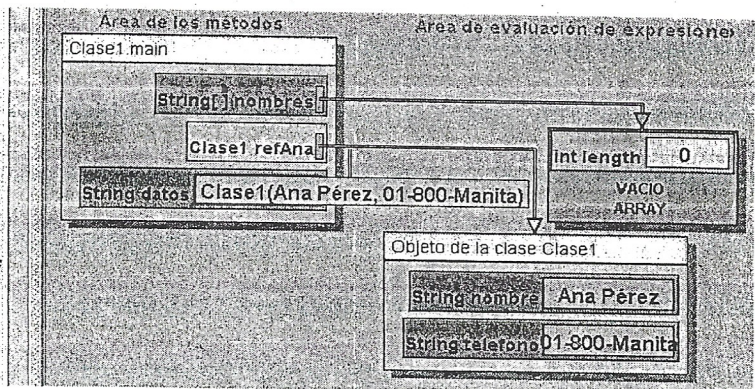 Área de los métodos
Área de evaluación de expresiones
Clase1.main
String[ ] nombres
Clase1 refAna
String datos Clase1(Ana Pérez, 01-800-Manita)
int length 0
VACIO
ARRAY
Objeto de la clase Clase1
String nombre Ana Pérez
String telefono 01-800-Manita